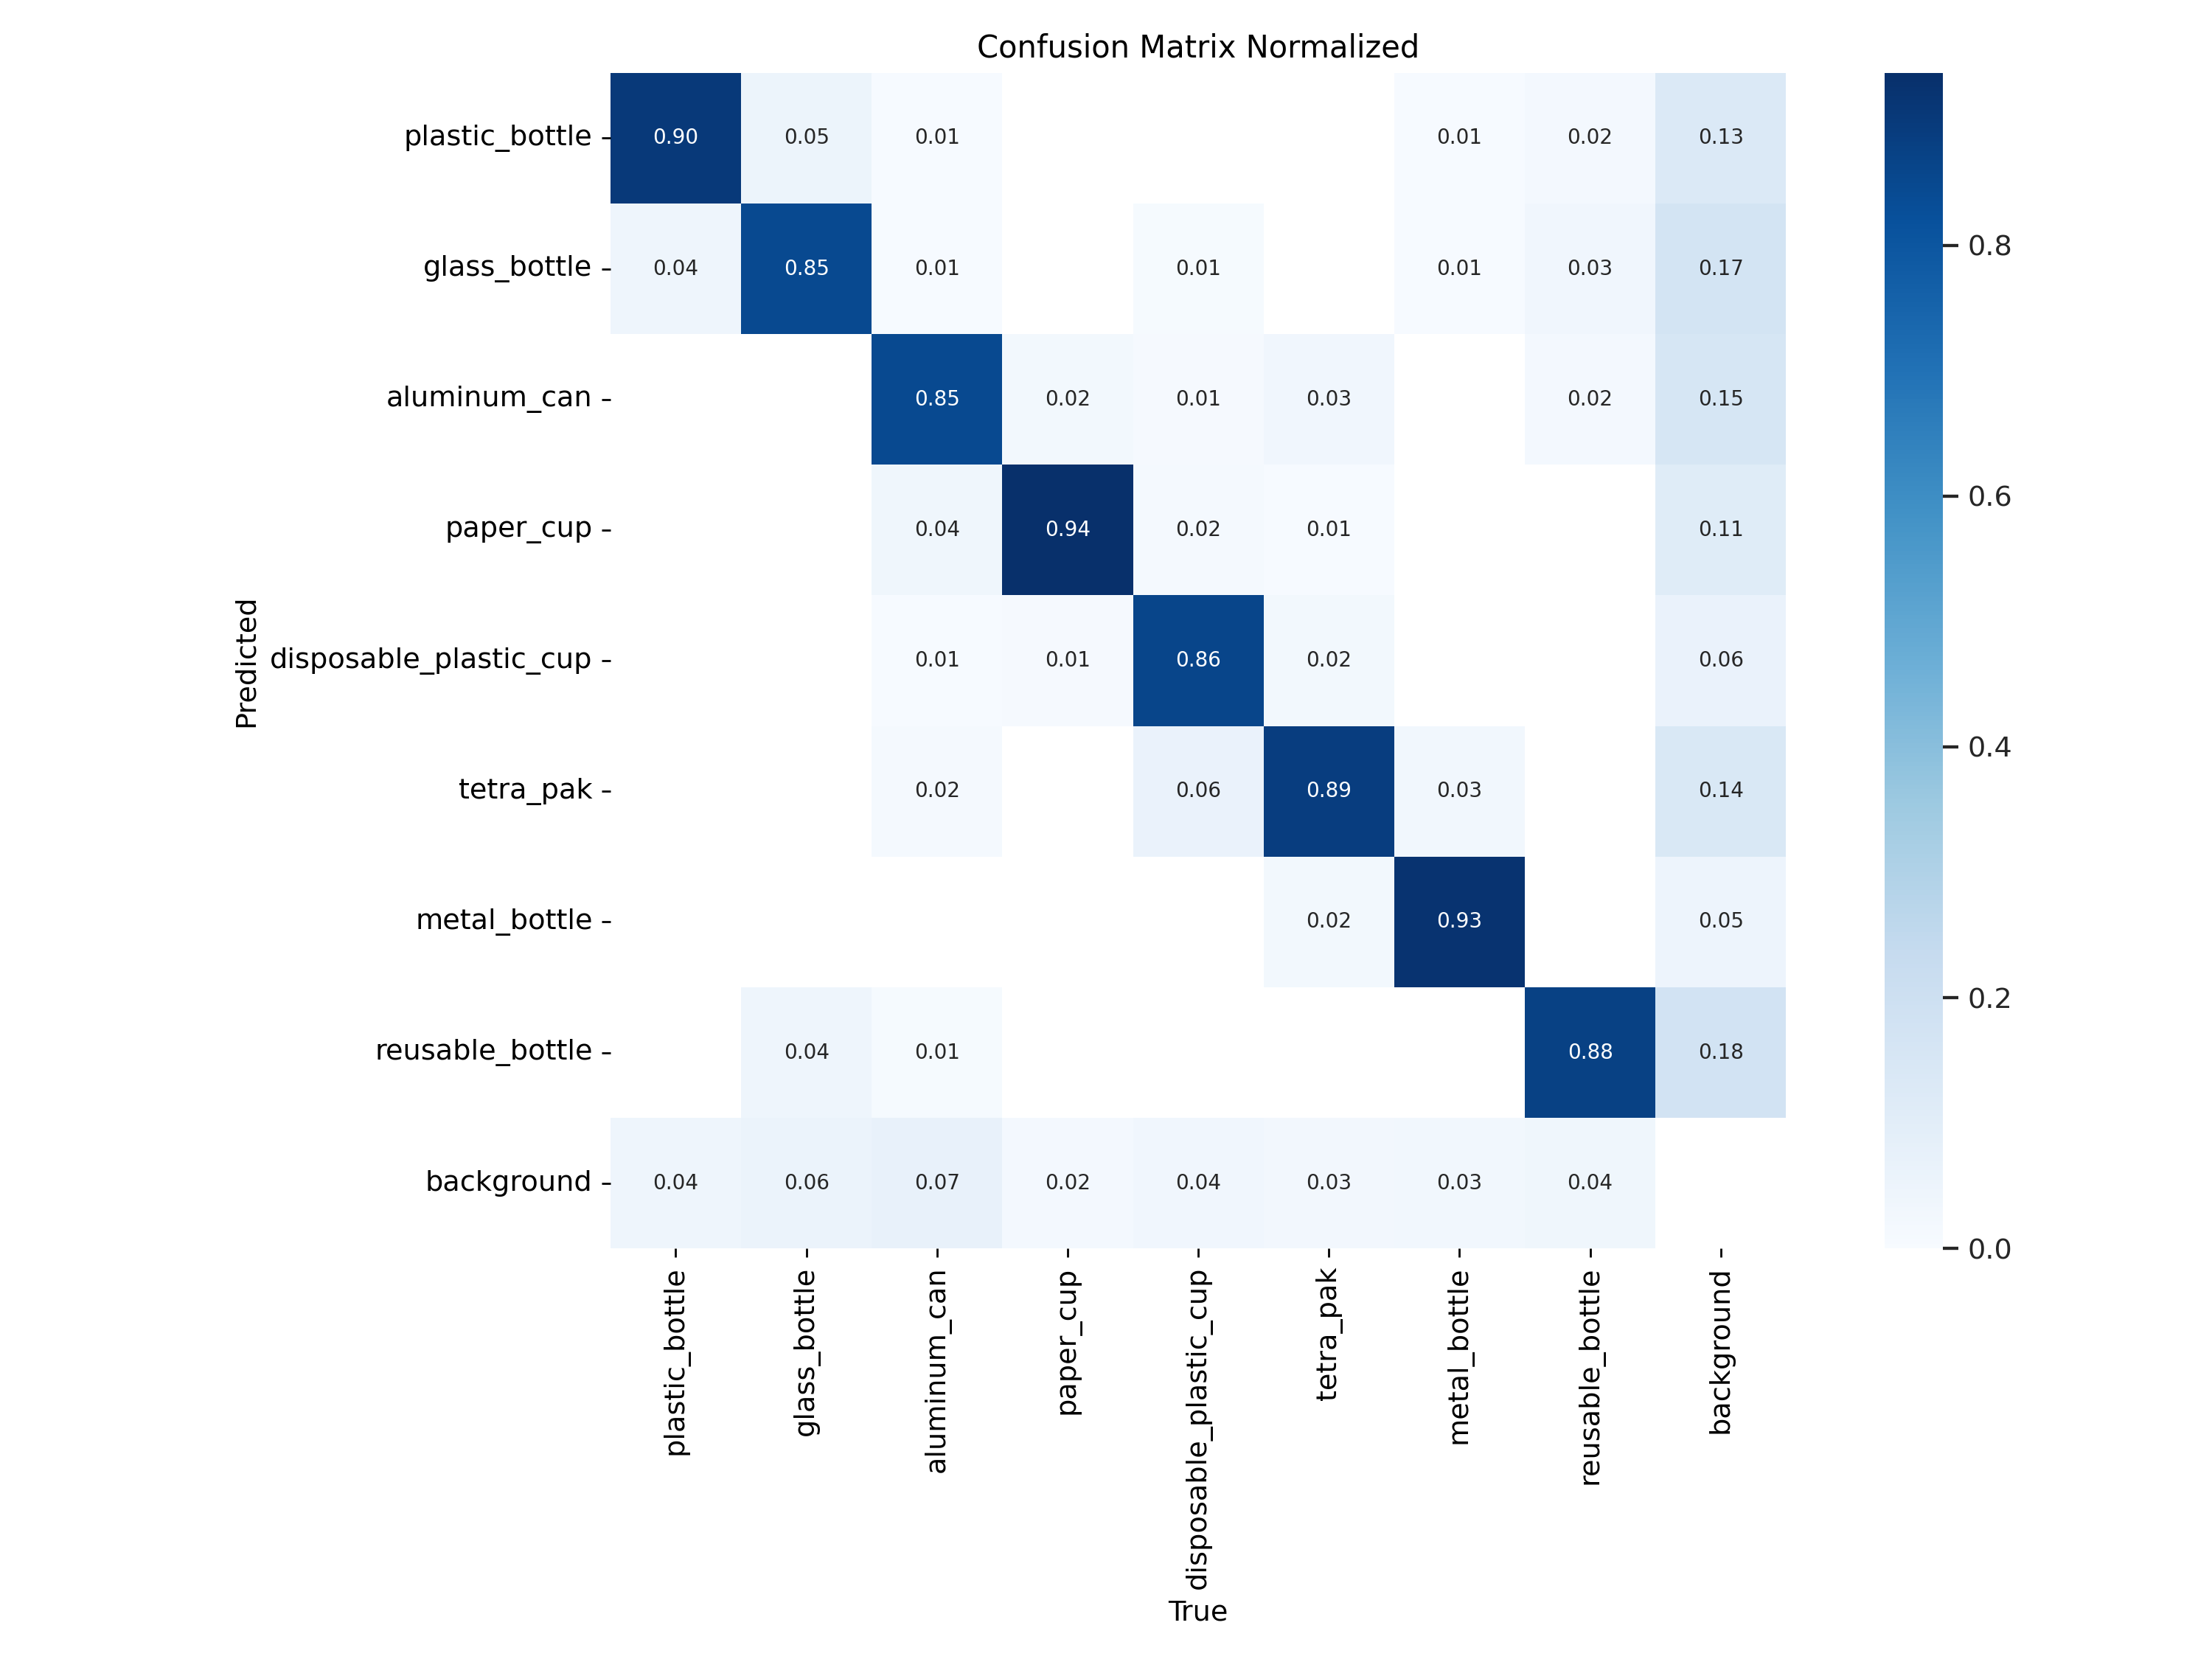 Confusion Matrix Normalized
plastic_bottle 0.90 0.05 0.01 0.01 0.02 0.13
glass_bottle 0.04 0.85 0.01 0.01 0.01 0.03 0.17
aluminum_can 0.85 0.02 0.01 0.03 0.02 0.15
paper_cup 0.04 0.94 0.02 0.01 0.11
disposable_plastic_cup 0.01 0.01 0.86 0.02 0.06
tetra_pak 0.02 0.06 0.89 0.03 0.14
metal_bottle 0.02 0.93 0.05
reusable_bottle 0.04 0.01 0.88 0.18
background 0.04 0.06 0.07 0.02 0.04 0.03 0.03 0.04
Predicted
plastic_bottle
glass_bottle
aluminum_can
paper_cup
disposable_plastic_cup
tetra_pak
metal_bottle
reusable_bottle
background
True
0.8
0.6
0.4
0.2
0.0